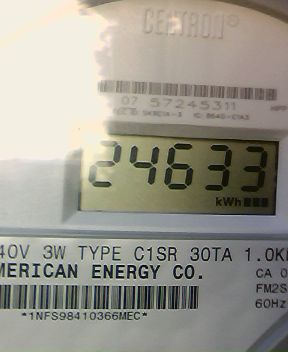 CENTRON®
07 57245311
24633
kWh
40V 3W TYPE C1SR 30TA 1.0K
MERICAN ENERGY CO.
CA 0
FM2S
60Hz
*1NFS98410366MEC*